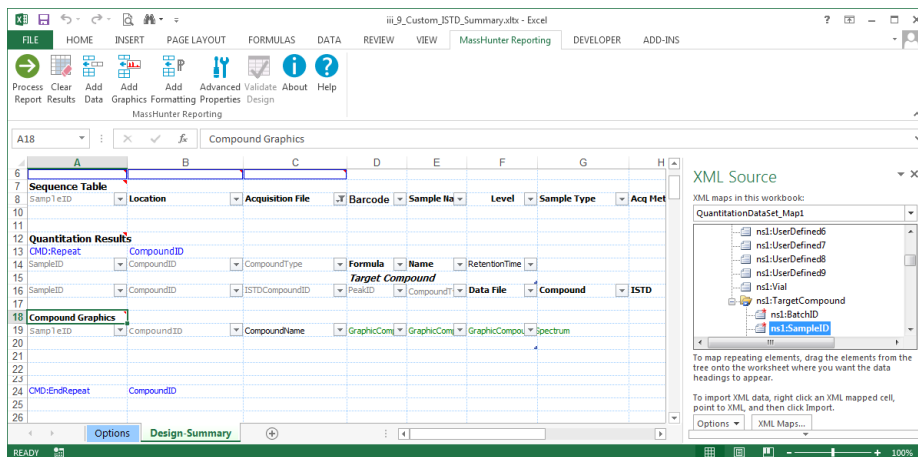 iii_9_Custom_ISTD_Summary.xltx - Excel
FILE HOME INSERT PAGE LAYOUT FORMULAS DATA REVIEW VIEW MassHunter Reporting DEVELOPER ADD-INS
Process Report Clear Results Add Data Add Graphics Add Formatting Advanced Properties Validate Design About Help
MassHunter Reporting
A18 fx Compound Graphics
A B C D E F G H
6
7 Sequence Table
8 SampleID Location Acquisition File Barcode Sample Na Level Sample Type Acq Met
10
11
12 Quantitation Results
13 CMD:Repeat CompoundID
14 SampleID CompoundID CompoundType Formula Name RetentionTime
15 Target Compound
16 SampleID CompoundID ISTDCompoundID PeakID CompoundT Data File Compound ISTD
17
18 Compound Graphics
19 SampleID CompoundID CompoundName GraphicCom GraphicCom GraphicCompou Spectrum
20
21
22
23
24 CMD:EndRepeat CompoundID
25
26
Options Design-Summary
READY 100%
XML Source
XML maps in this workbook:
QuantitationDataSet_Map1
ns1:UserDefined6
ns1:UserDefined7
ns1:UserDefined8
ns1:UserDefined9
ns1:Vial
ns1:TargetCompound
ns1:BatchID
ns1:SampleID
To map repeating elements, drag the elements from the
tree onto the worksheet where you want the data
headings to appear.
To import XML data, right click an XML mapped cell,
point to XML, and then click Import.
Options XML Maps...